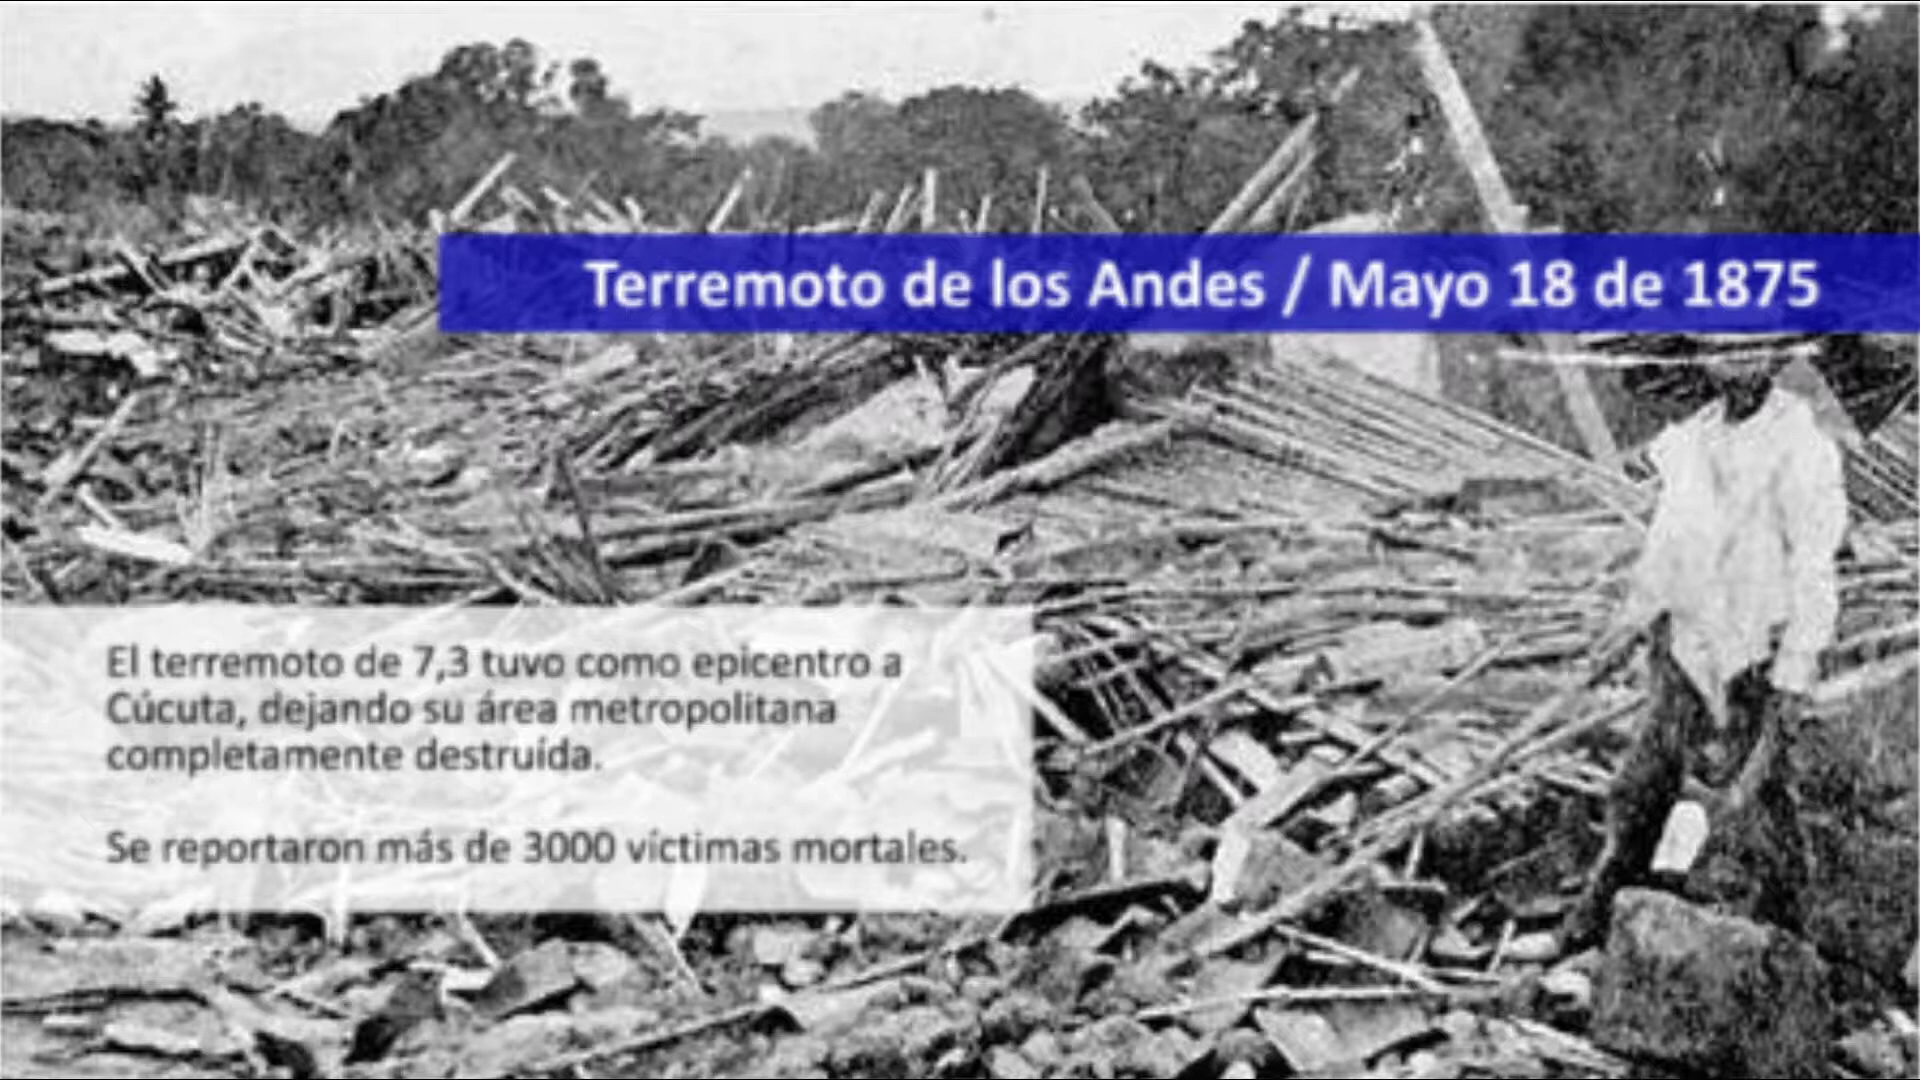 Terremoto de los Andes / Mayo 18 de 1875
El terremoto de 7,3 tuvo como epicentro a
Cúcuta, dejando su área metropolitana
completamente destruída.
Se reportaron más de 3000 víctimas mortales.